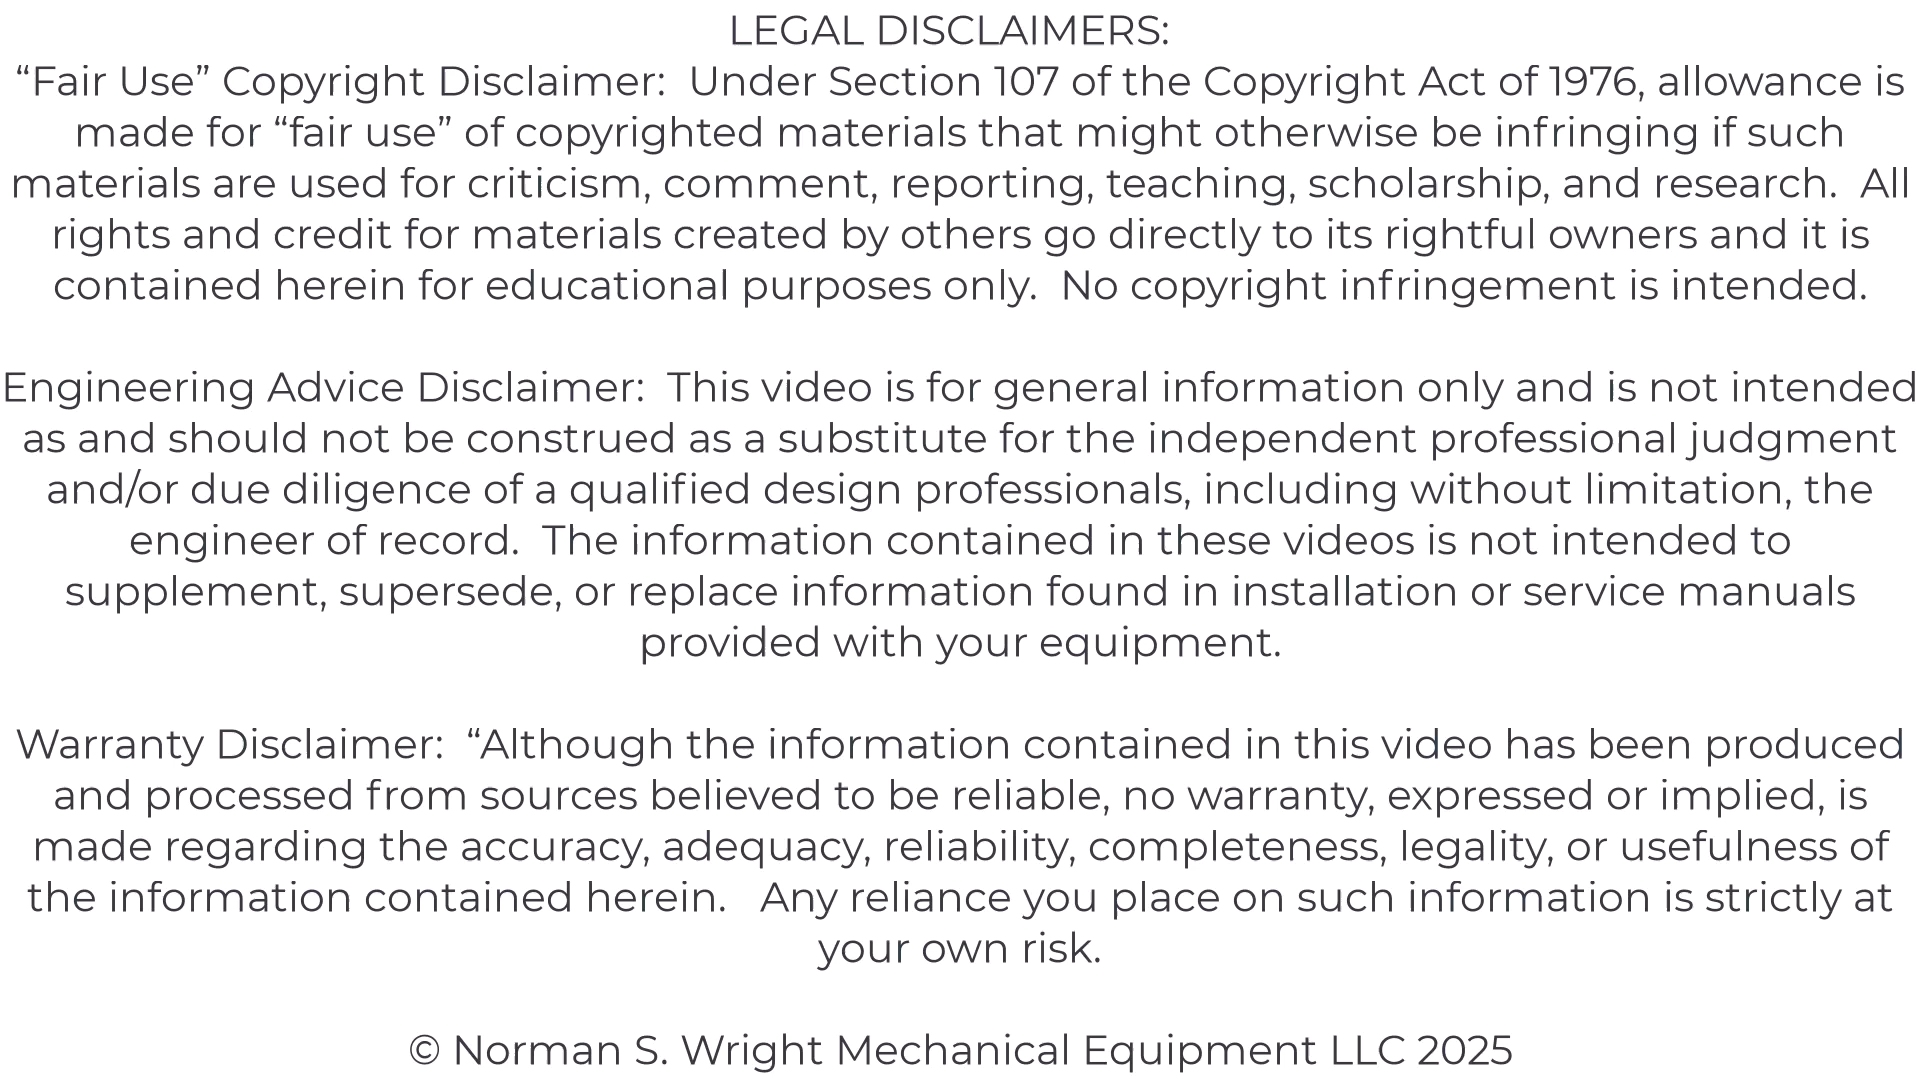 LEGAL DISCLAIMERS:
“Fair Use” Copyright Disclaimer:  Under Section 107 of the Copyright Act of 1976, allowance is
made for “fair use” of copyrighted materials that might otherwise be infringing if such
materials are used for criticism, comment, reporting, teaching, scholarship, and research.  All
rights and credit for materials created by others go directly to its rightful owners and it is
contained herein for educational purposes only.  No copyright infringement is intended.
Engineering Advice Disclaimer:  This video is for general information only and is not intended
as and should not be construed as a substitute for the independent professional judgment
and/or due diligence of a qualified design professionals, including without limitation, the
engineer of record.  The information contained in these videos is not intended to
supplement, supersede, or replace information found in installation or service manuals
provided with your equipment.
Warranty Disclaimer:  “Although the information contained in this video has been produced
and processed from sources believed to be reliable, no warranty, expressed or implied, is
made regarding the accuracy, adequacy, reliability, completeness, legality, or usefulness of
the information contained herein.   Any reliance you place on such information is strictly at
your own risk.
© Norman S. Wright Mechanical Equipment LLC 2025